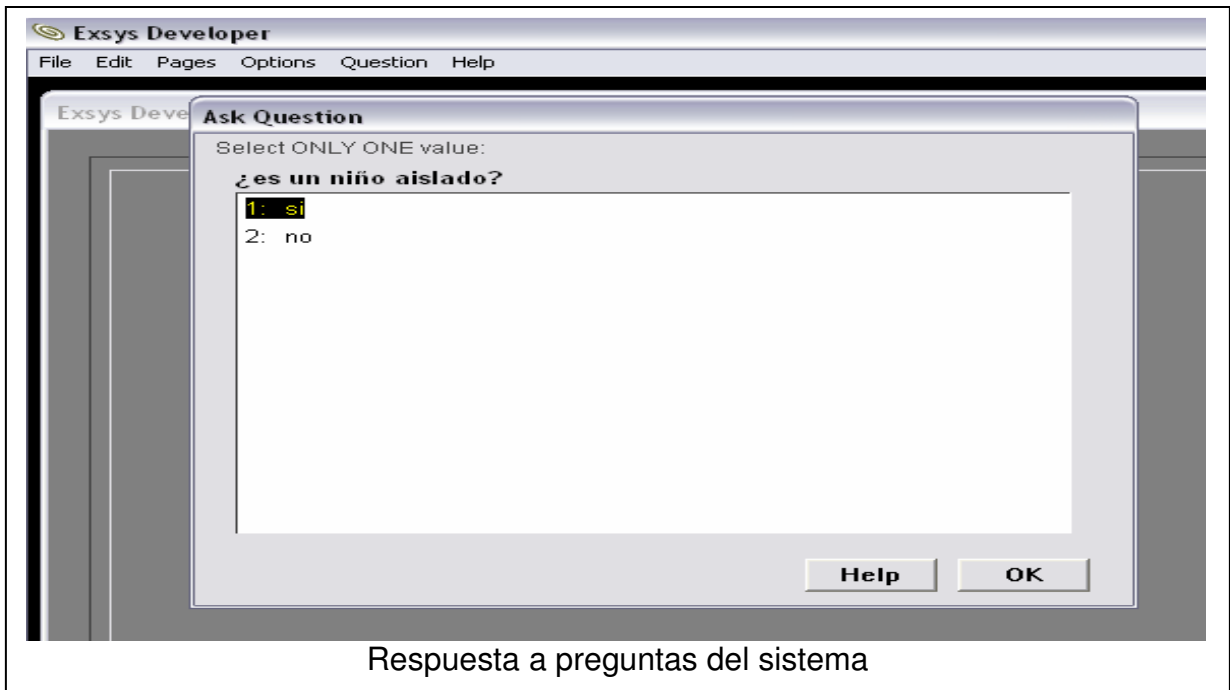 Exsys Developer
File Edit Pages Options Question Help
Exsys Deve
Ask Question
Select ONLY ONE value:
¿es un niño aislado?
1: si
2: no
Help OK
Respuesta a preguntas del sistema